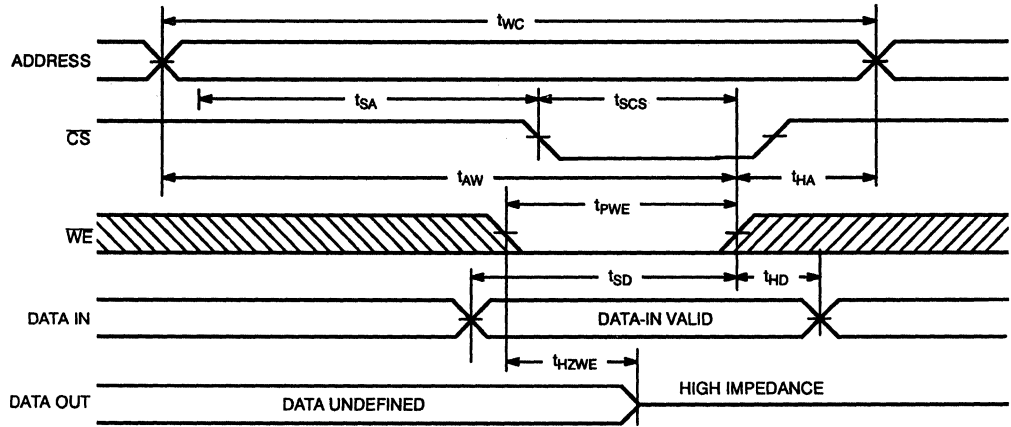 tWC
ADDRESS
tSA
tSCS
CS
tAW
tHA
tPWE
WE
tSD
tHD
DATA IN
DATA-IN VALID
tHZWE
DATA OUT
DATA UNDEFINED
HIGH IMPEDANCE